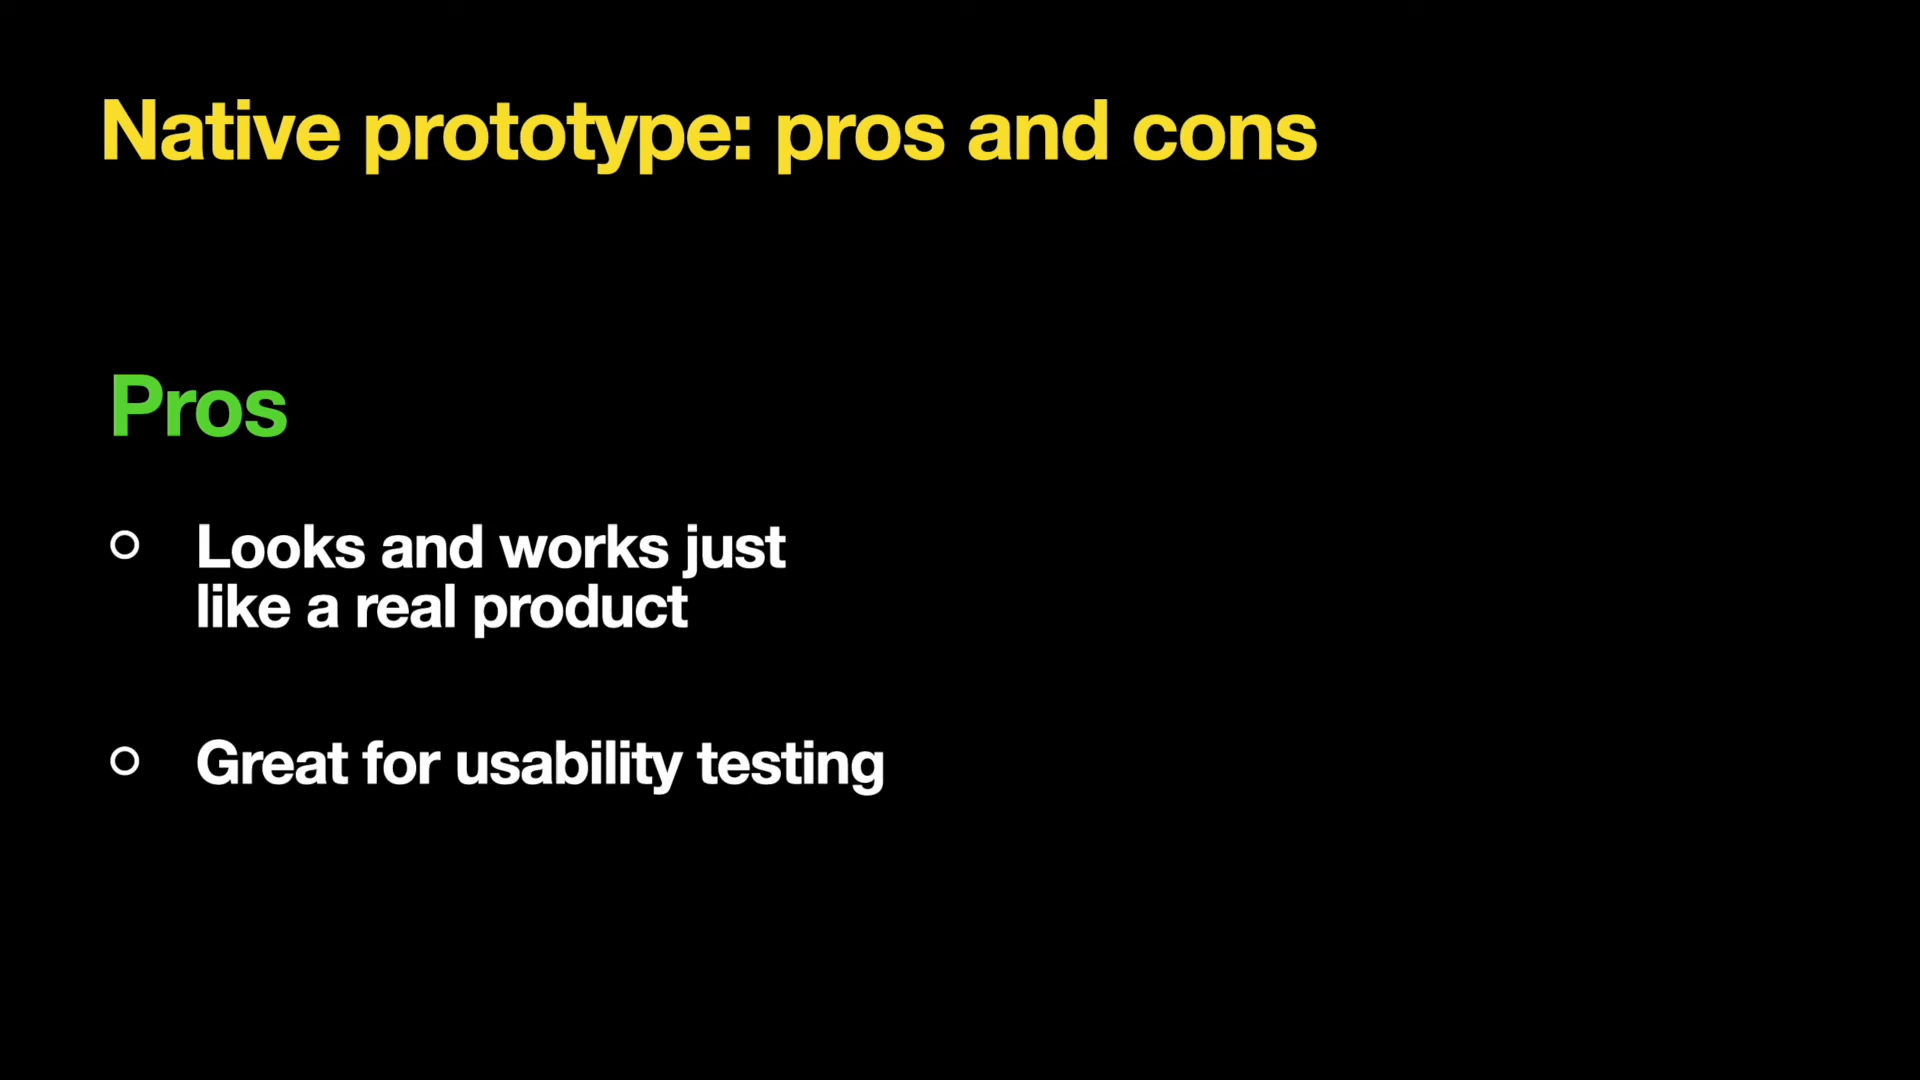 Native prototype: pros and cons
Pros
Looks and works just
like a real product
Great for usability testing